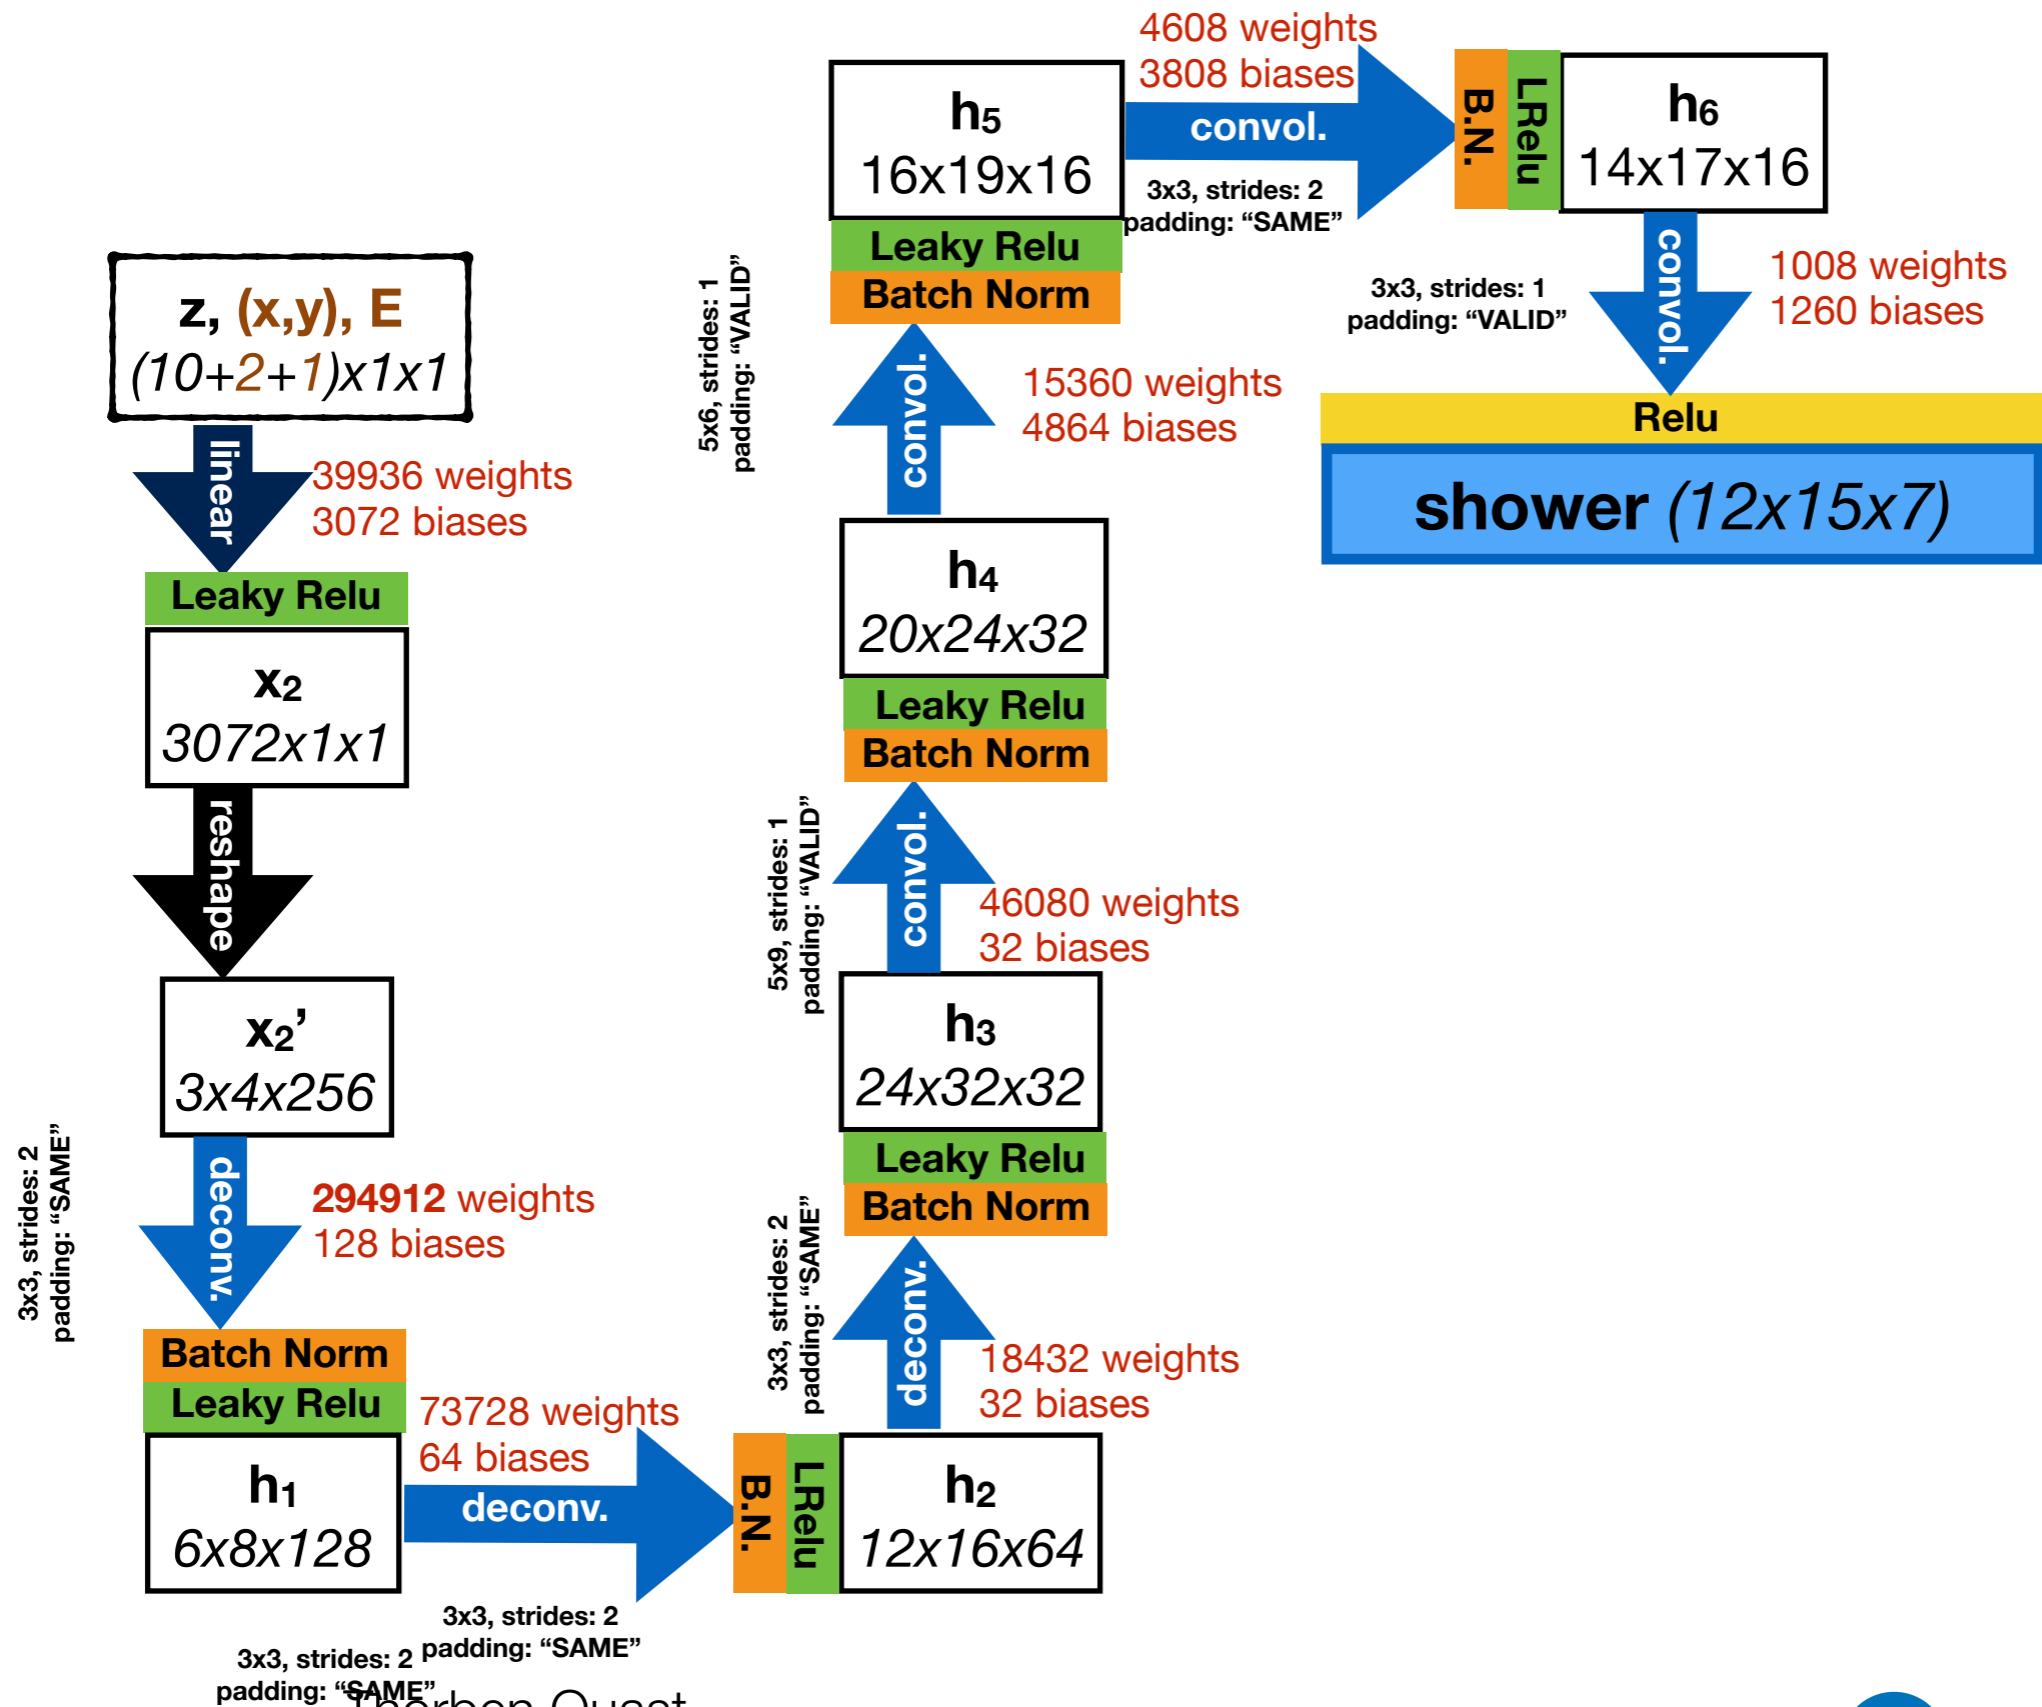 z, (x,y), E
(10+2+1)x1x1
linear
39936 weights
3072 biases
Leaky Relu
x2
3072x1x1
reshape
x2’
3x4x256
3x3, strides: 2
padding: “SAME”
deconv.
294912 weights
128 biases
Batch Norm
Leaky Relu
h1
6x8x128
73728 weights
64 biases
deconv.
3x3, strides: 2
padding: “SAME”
3x3, strides: 2
padding: “SAME”
Thorben Quast
B.N.
LRelu
h2
12x16x64
3x3, strides: 2
padding: “SAME”
deconv.
18432 weights
32 biases
Batch Norm
Leaky Relu
h3
24x32x32
5x9, strides: 1
padding: “VALID”
convol.
46080 weights
32 biases
Batch Norm
Leaky Relu
h4
20x24x32
5x6, strides: 1
padding: “VALID”
convol.
15360 weights
4864 biases
Batch Norm
Leaky Relu
h5
16x19x16
4608 weights
3808 biases
convol.
3x3, strides: 2
padding: “SAME”
B.N.
LRelu
h6
14x17x16
3x3, strides: 1
padding: “VALID”
convol.
1008 weights
1260 biases
Relu
shower (12x15x7)